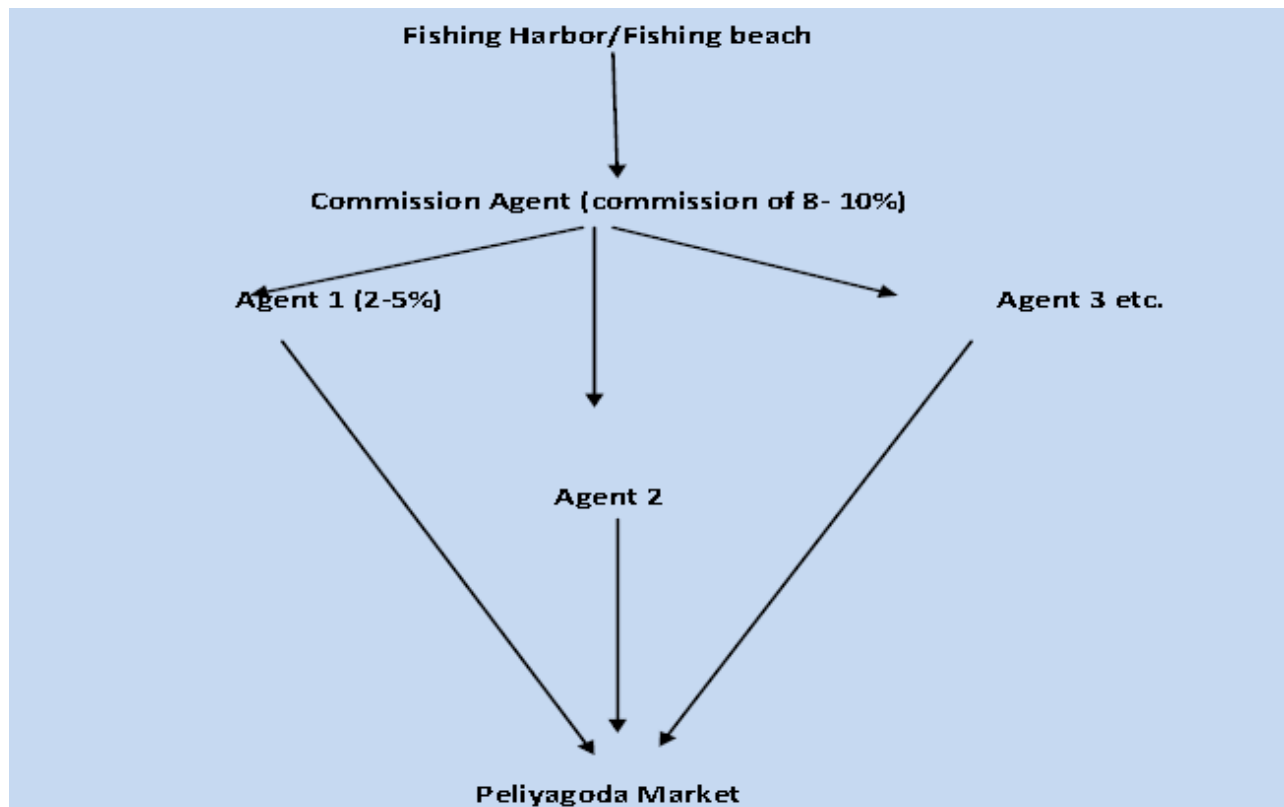 Fishing Harbor/Fishing beach
Commission Agent (commission of 8- 10%)
Agent 1 (2-5%)
Agent 3 etc.
Agent 2
Peliyagoda Market